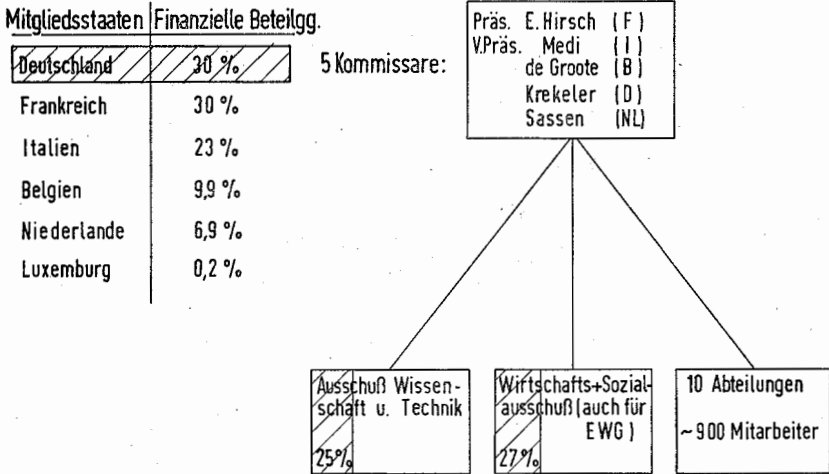 Mitgliedsstaaten Finanzielle Beteilgg.
Deutschland 30 %
Frankreich 30 %
Italien 23 %
Belgien 9,9 %
Niederlande 6,9 %
Luxemburg 0,2 %
5 Kommissare:
Präs. E. Hirsch (F)
V.Präs. Medi (I)
de Groote (B)
Krekeler (D)
Sassen (NL)
Ausschuß Wissen-
schaft u. Technik
25%
Wirtschafts+Sozial-
ausschuß (auch für
EWG)
27%
10 Abteilungen
~900 Mitarbeiter